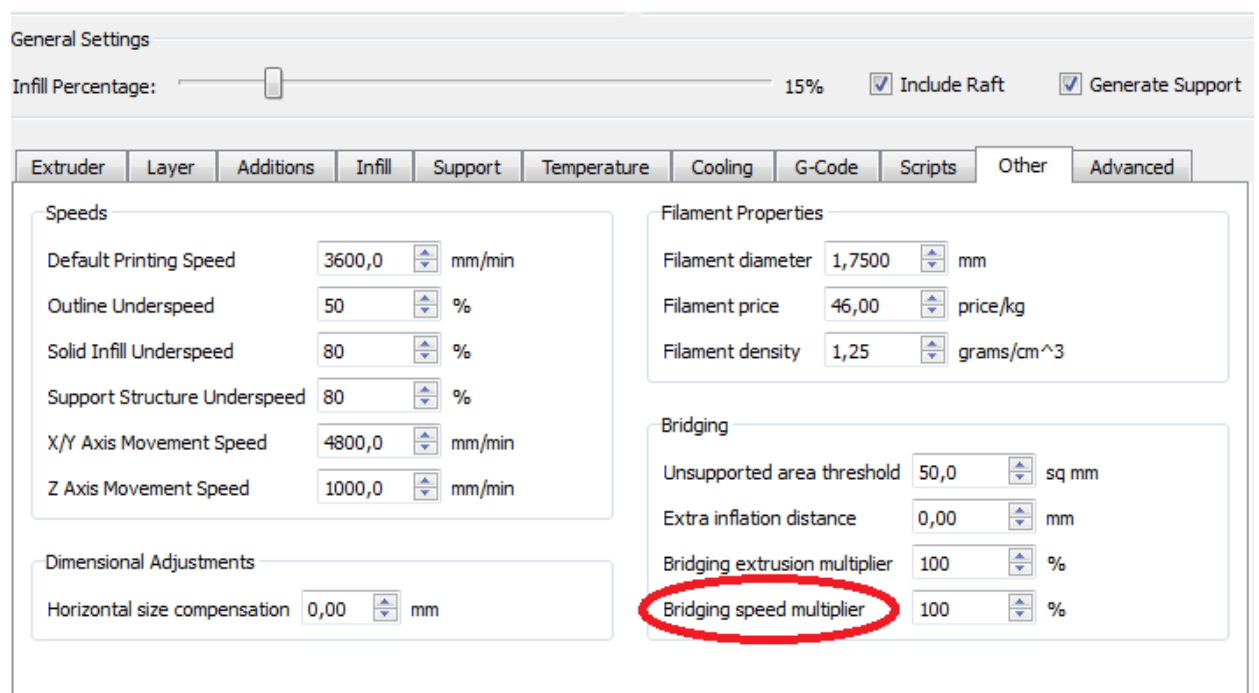 General Settings
Infill Percentage: 15% Include Raft Generate Support
Extruder Layer Additions Infill Support Temperature Cooling G-Code Scripts Other Advanced
Speeds
Default Printing Speed 3600,0 mm/min
Outline Underspeed 50 %
Solid Infill Underspeed 80 %
Support Structure Underspeed 80 %
X/Y Axis Movement Speed 4800,0 mm/min
Z Axis Movement Speed 1000,0 mm/min
Dimensional Adjustments
Horizontal size compensation 0,00 mm
Filament Properties
Filament diameter 1,7500 mm
Filament price 46,00 price/kg
Filament density 1,25 grams/cm^3
Bridging
Unsupported area threshold 50,0 sq mm
Extra inflation distance 0,00 mm
Bridging extrusion multiplier 100 %
Bridging speed multiplier 100 %